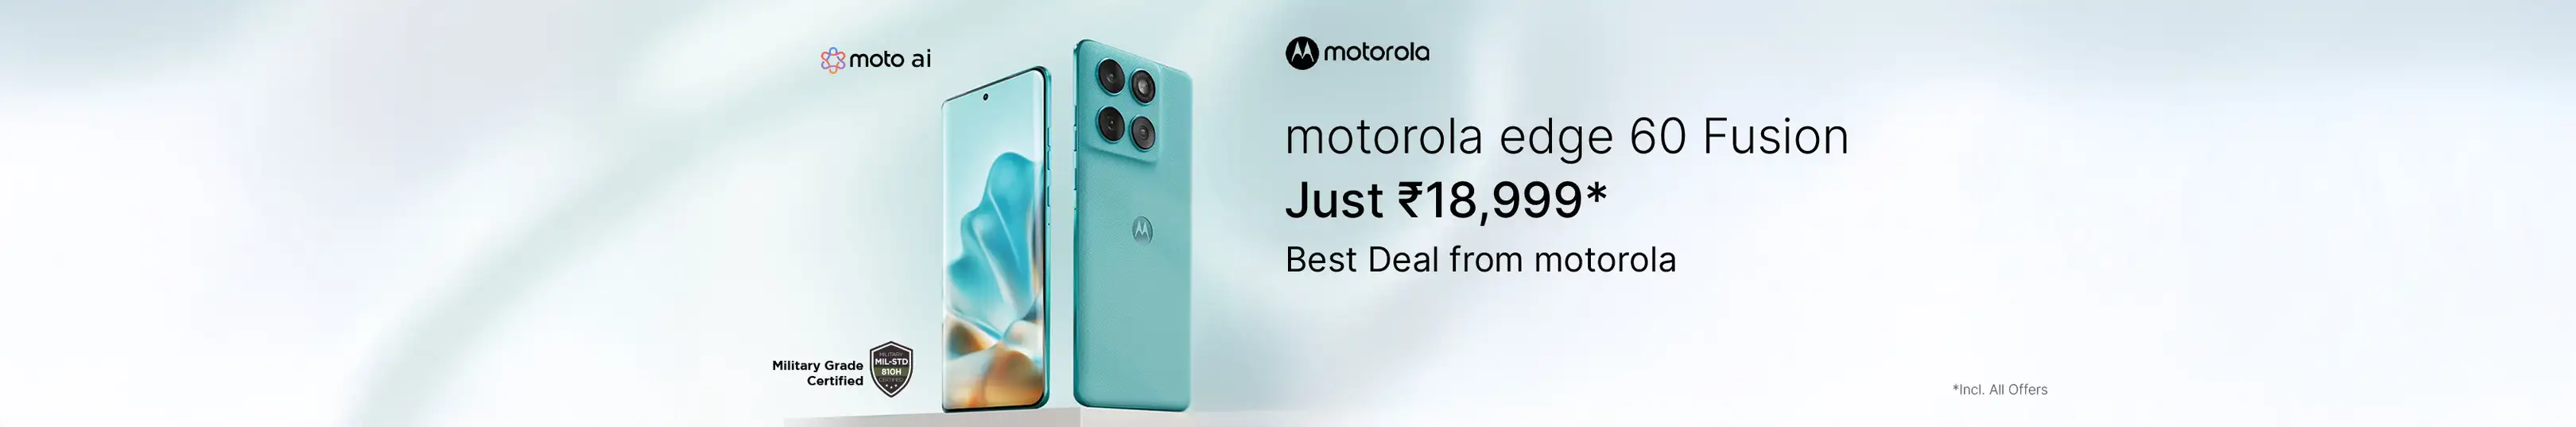 moto ai
motorola
motorola edge 60 Fusion
Just ₹18,999*
Best Deal from motorola
Military Grade
Certified
MILITARY
MIL-STD
810H
CERTIFIED
*Incl. All Offers